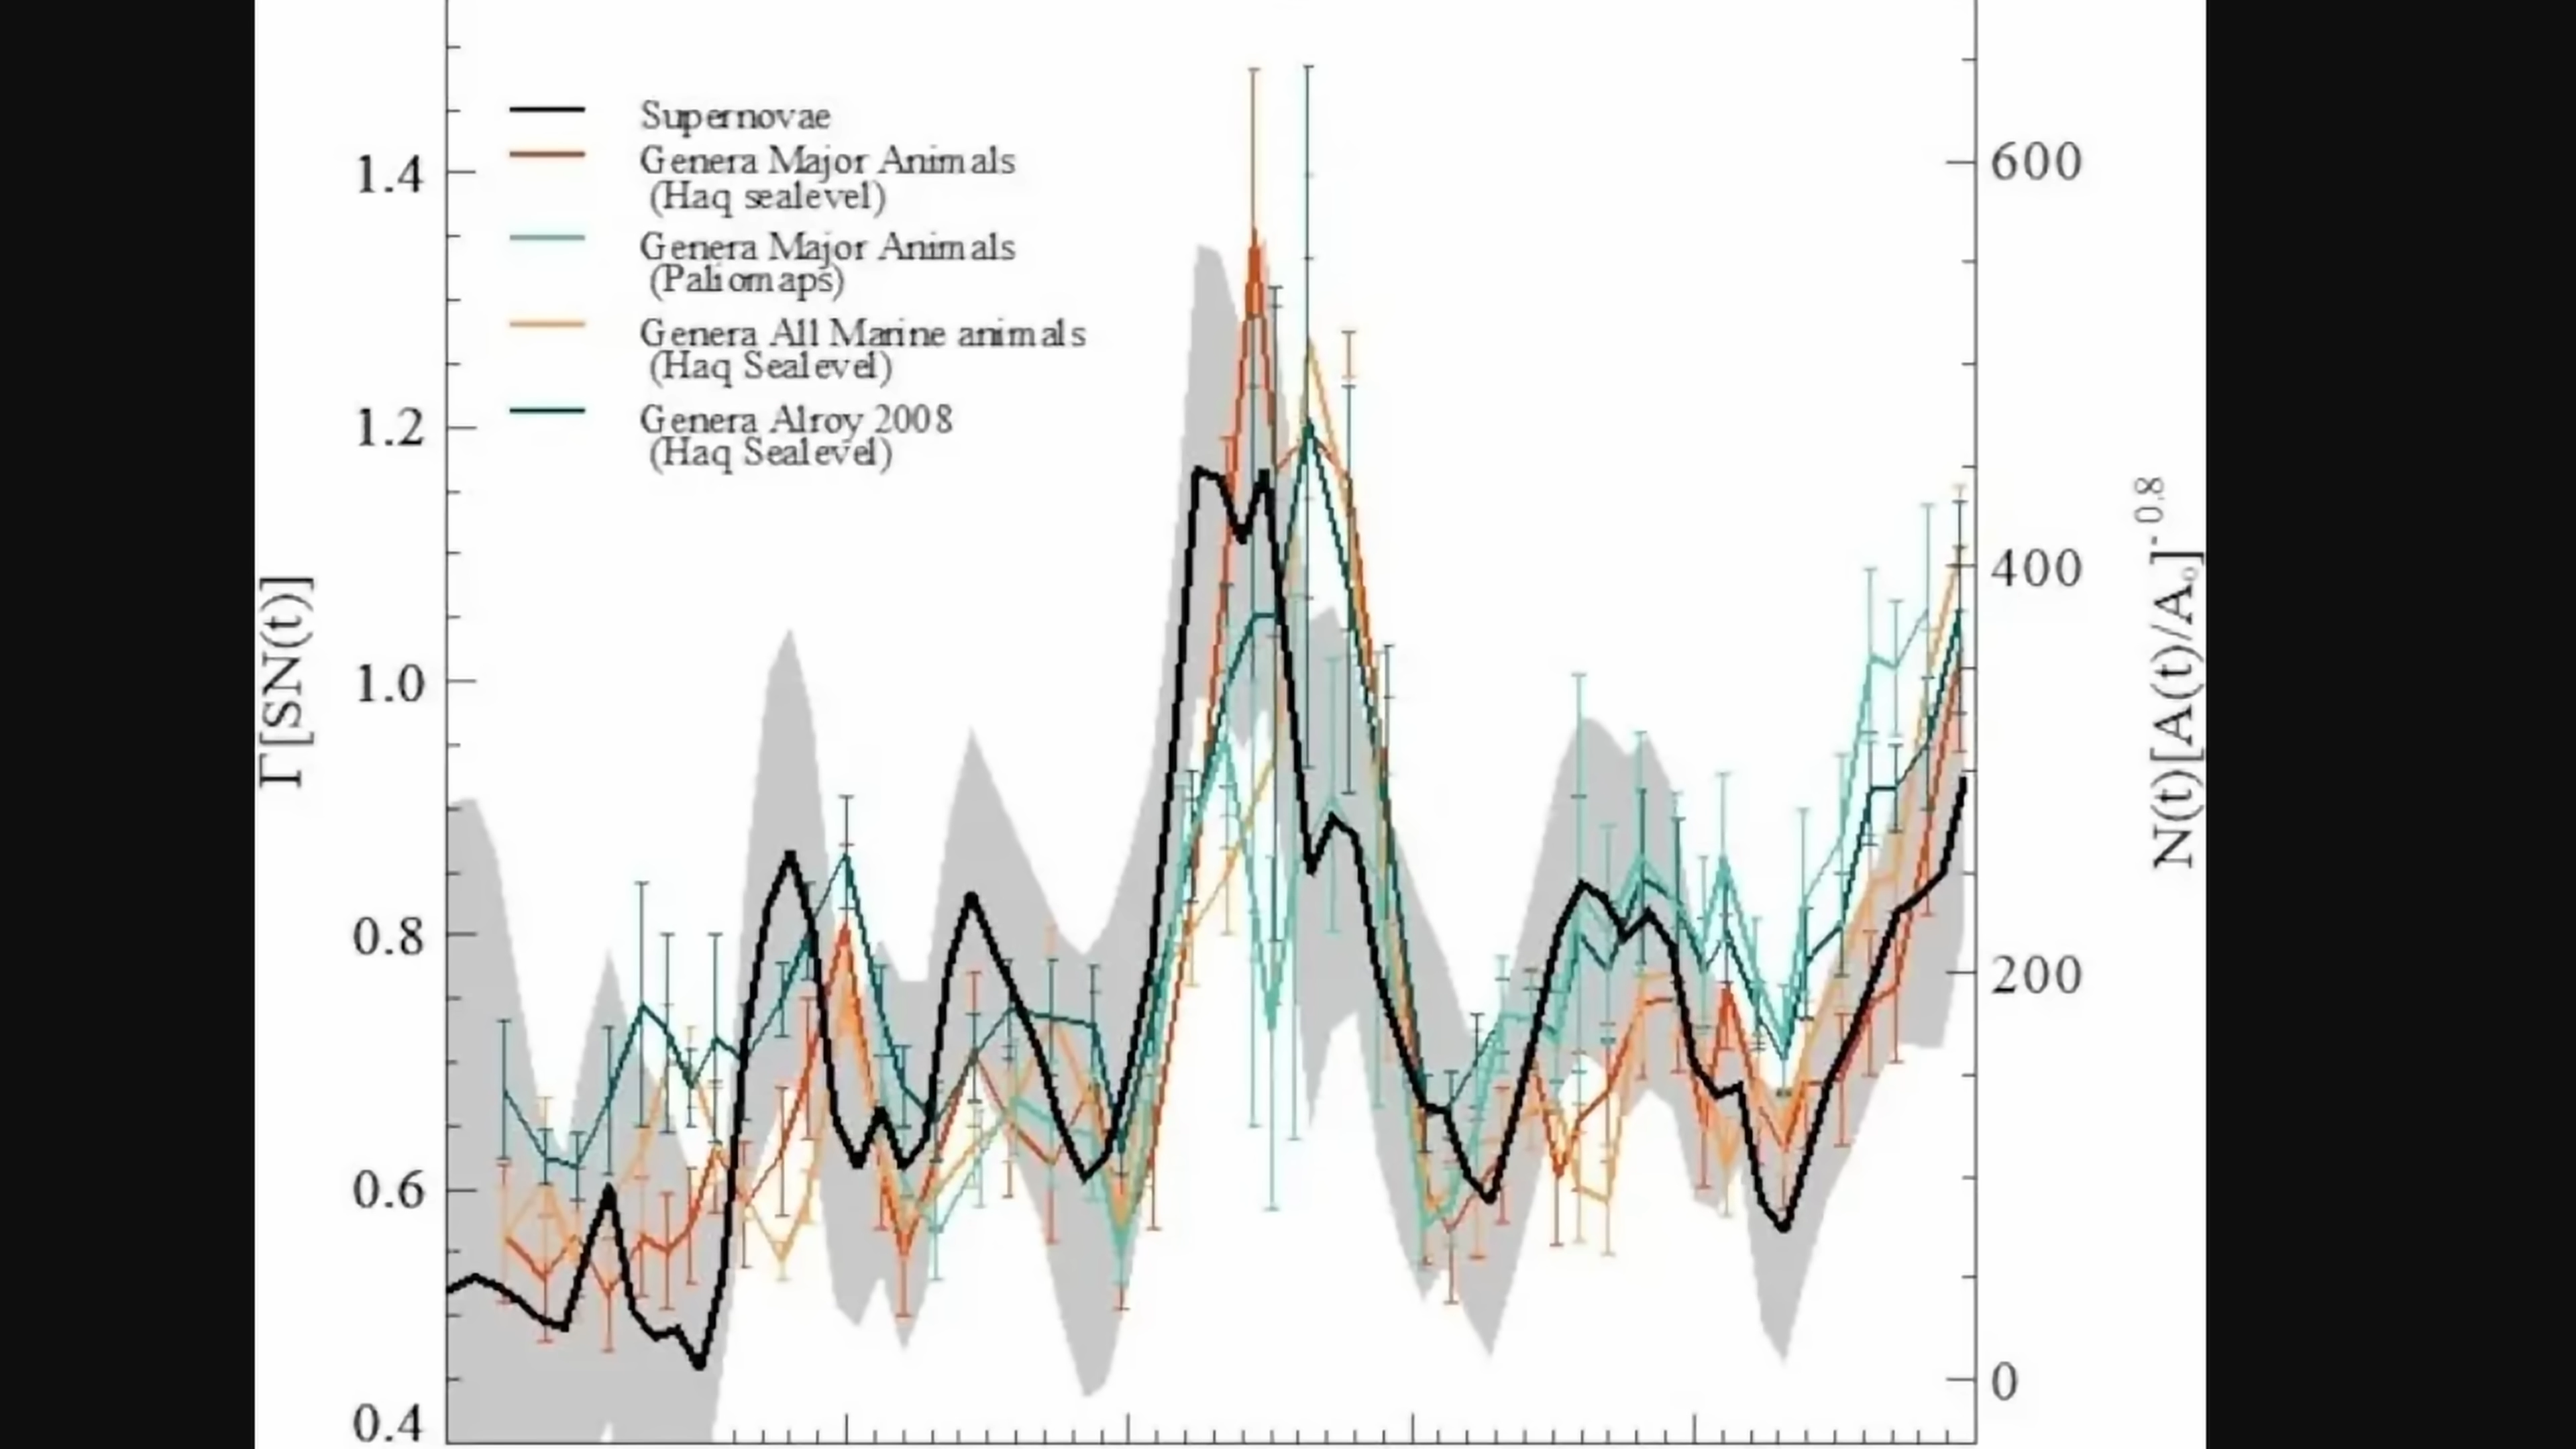 Supernovae
Genera Major Animals
(Haq sealevel)
Genera Major Animals
(Paliomaps)
Genera All Marine animals
(Haq Sealevel)
Genera Alroy 2008
(Haq Sealevel)
1.4
1.2
1.0
0.8
0.6
0.4
Γ[SN(t)]
600
400
200
0
N(t)[A(t)/A₀]⁻⁰·⁸